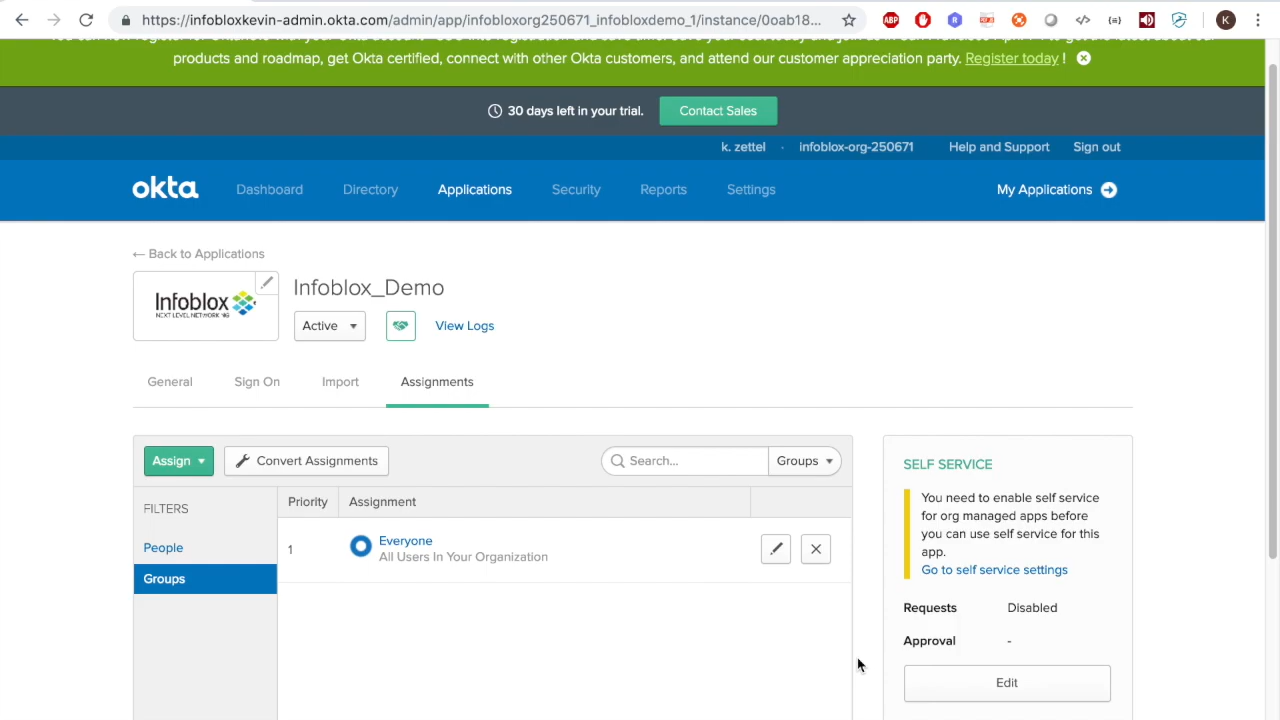 https://infobloxkevin-admin.okta.com/admin/app/infobloxorg250671_infobloxdemo_1/instance/0oab18...
ABP
R
K
products and roadmap, get Okta certified, connect with other Okta customers, and attend our customer appreciation party. Register today !
30 days left in your trial.
Contact Sales
k. zettel · infoblox-org-250671 Help and Support Sign out
okta Dashboard Directory Applications Security Reports Settings My Applications
← Back to Applications
Infoblox
NEXT LEVEL NETWORKING
Infoblox_Demo
Active
View Logs
General Sign On Import Assignments
Assign
Convert Assignments
Search...
Groups
FILTERS
People
Groups
Priority Assignment
1
Everyone
All Users In Your Organization
SELF SERVICE
You need to enable self service
for org managed apps before
you can use self service for this
app.
Go to self service settings
Requests Disabled
Approval -
Edit